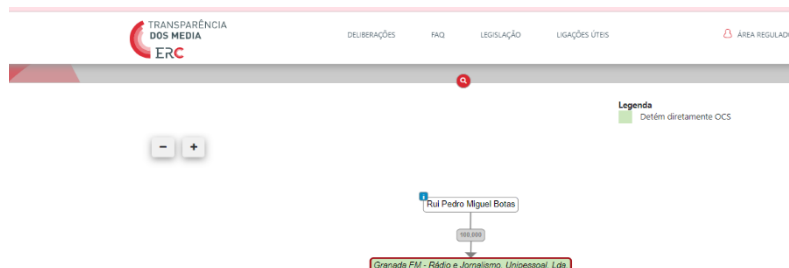 TRANSPARÊNCIA
DOS MEDIA
ERC
DELIBERAÇÕES FAQ LEGISLAÇÃO LIGAÇÕES ÚTEIS ÁREA REGULADO
Legenda
Detém diretamente OCS
- +
i
Rui Pedro Miguel Botas
100,000
Granada FM - Rádio e Jornalismo, Unipessoal, Lda